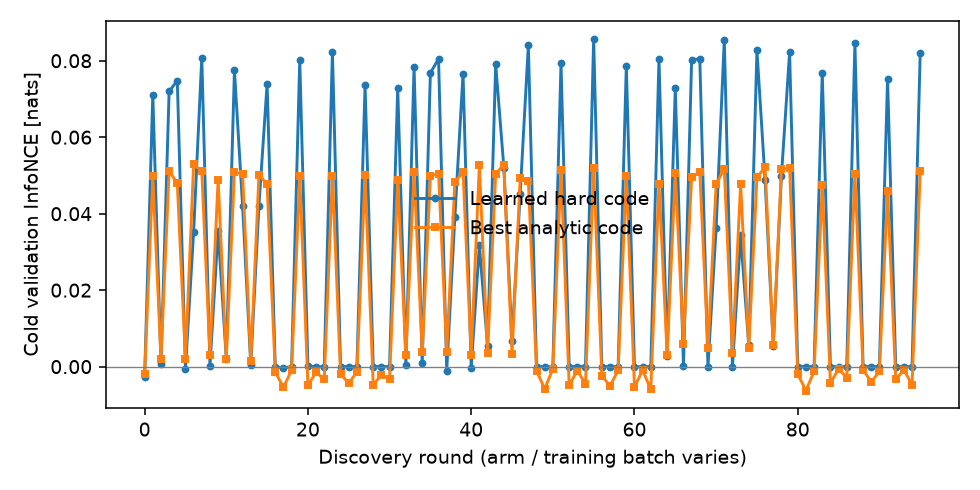 Cold validation InfoNCE [nats]
0.08
0.06
0.04
0.02
0.00
Learned hard code
Best analytic code
0
20
40
60
80
Discovery round (arm / training batch varies)